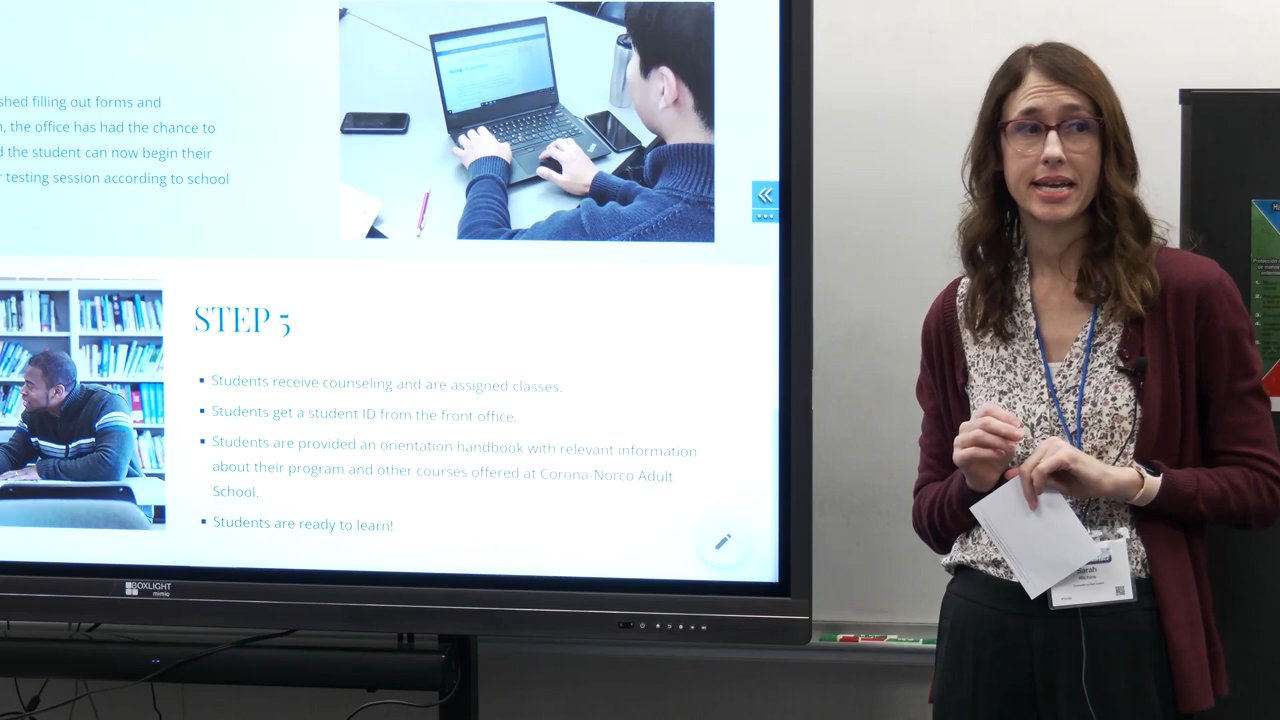 shed filling out forms and
, the office has had the chance to
d the student can now begin their
testing session according to school
STEP 5
Students receive counseling and are assigned classes.
Students get a student ID from the front office.
Students are provided an orientation handbook with relevant information
about their program and other courses offered at Corona-Norco Adult
School.
Students are ready to learn!
BOXLIGHT
mimio
Sarah